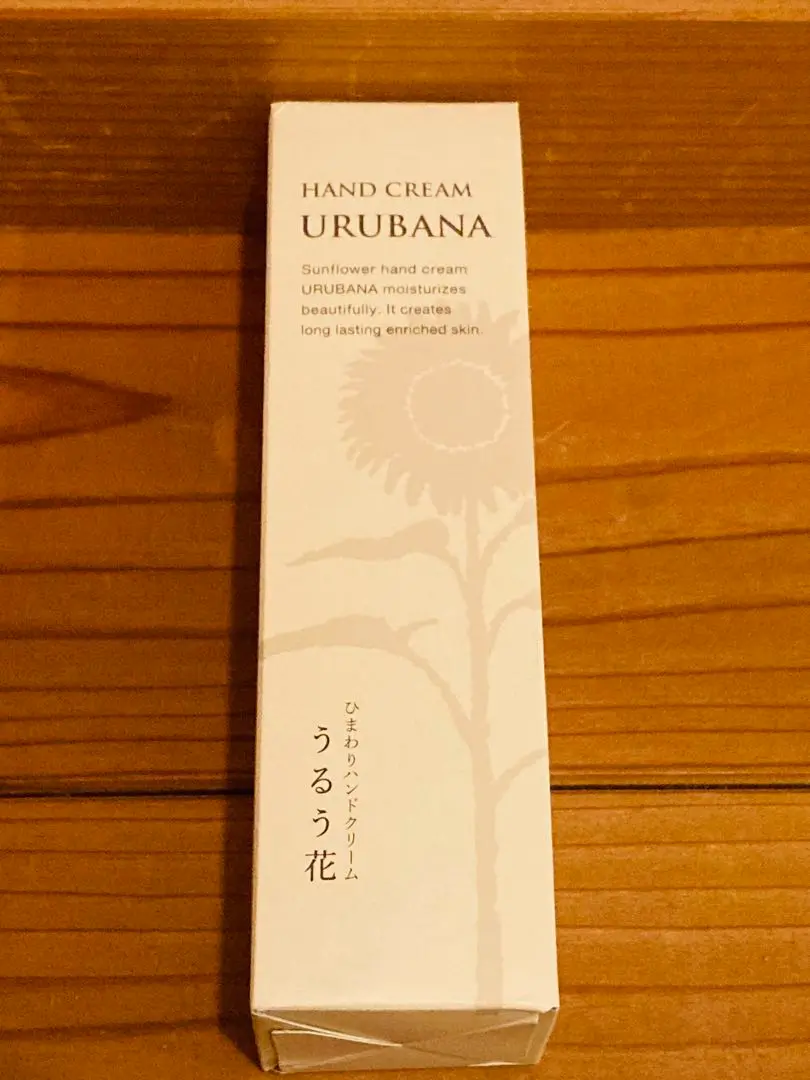 HAND CREAM
URUBANA
Sunflower hand cream
URUBANA moisturizes
beautifully. It creates
long lasting enriched skin.
ひまわりハンドクリーム
うるう花